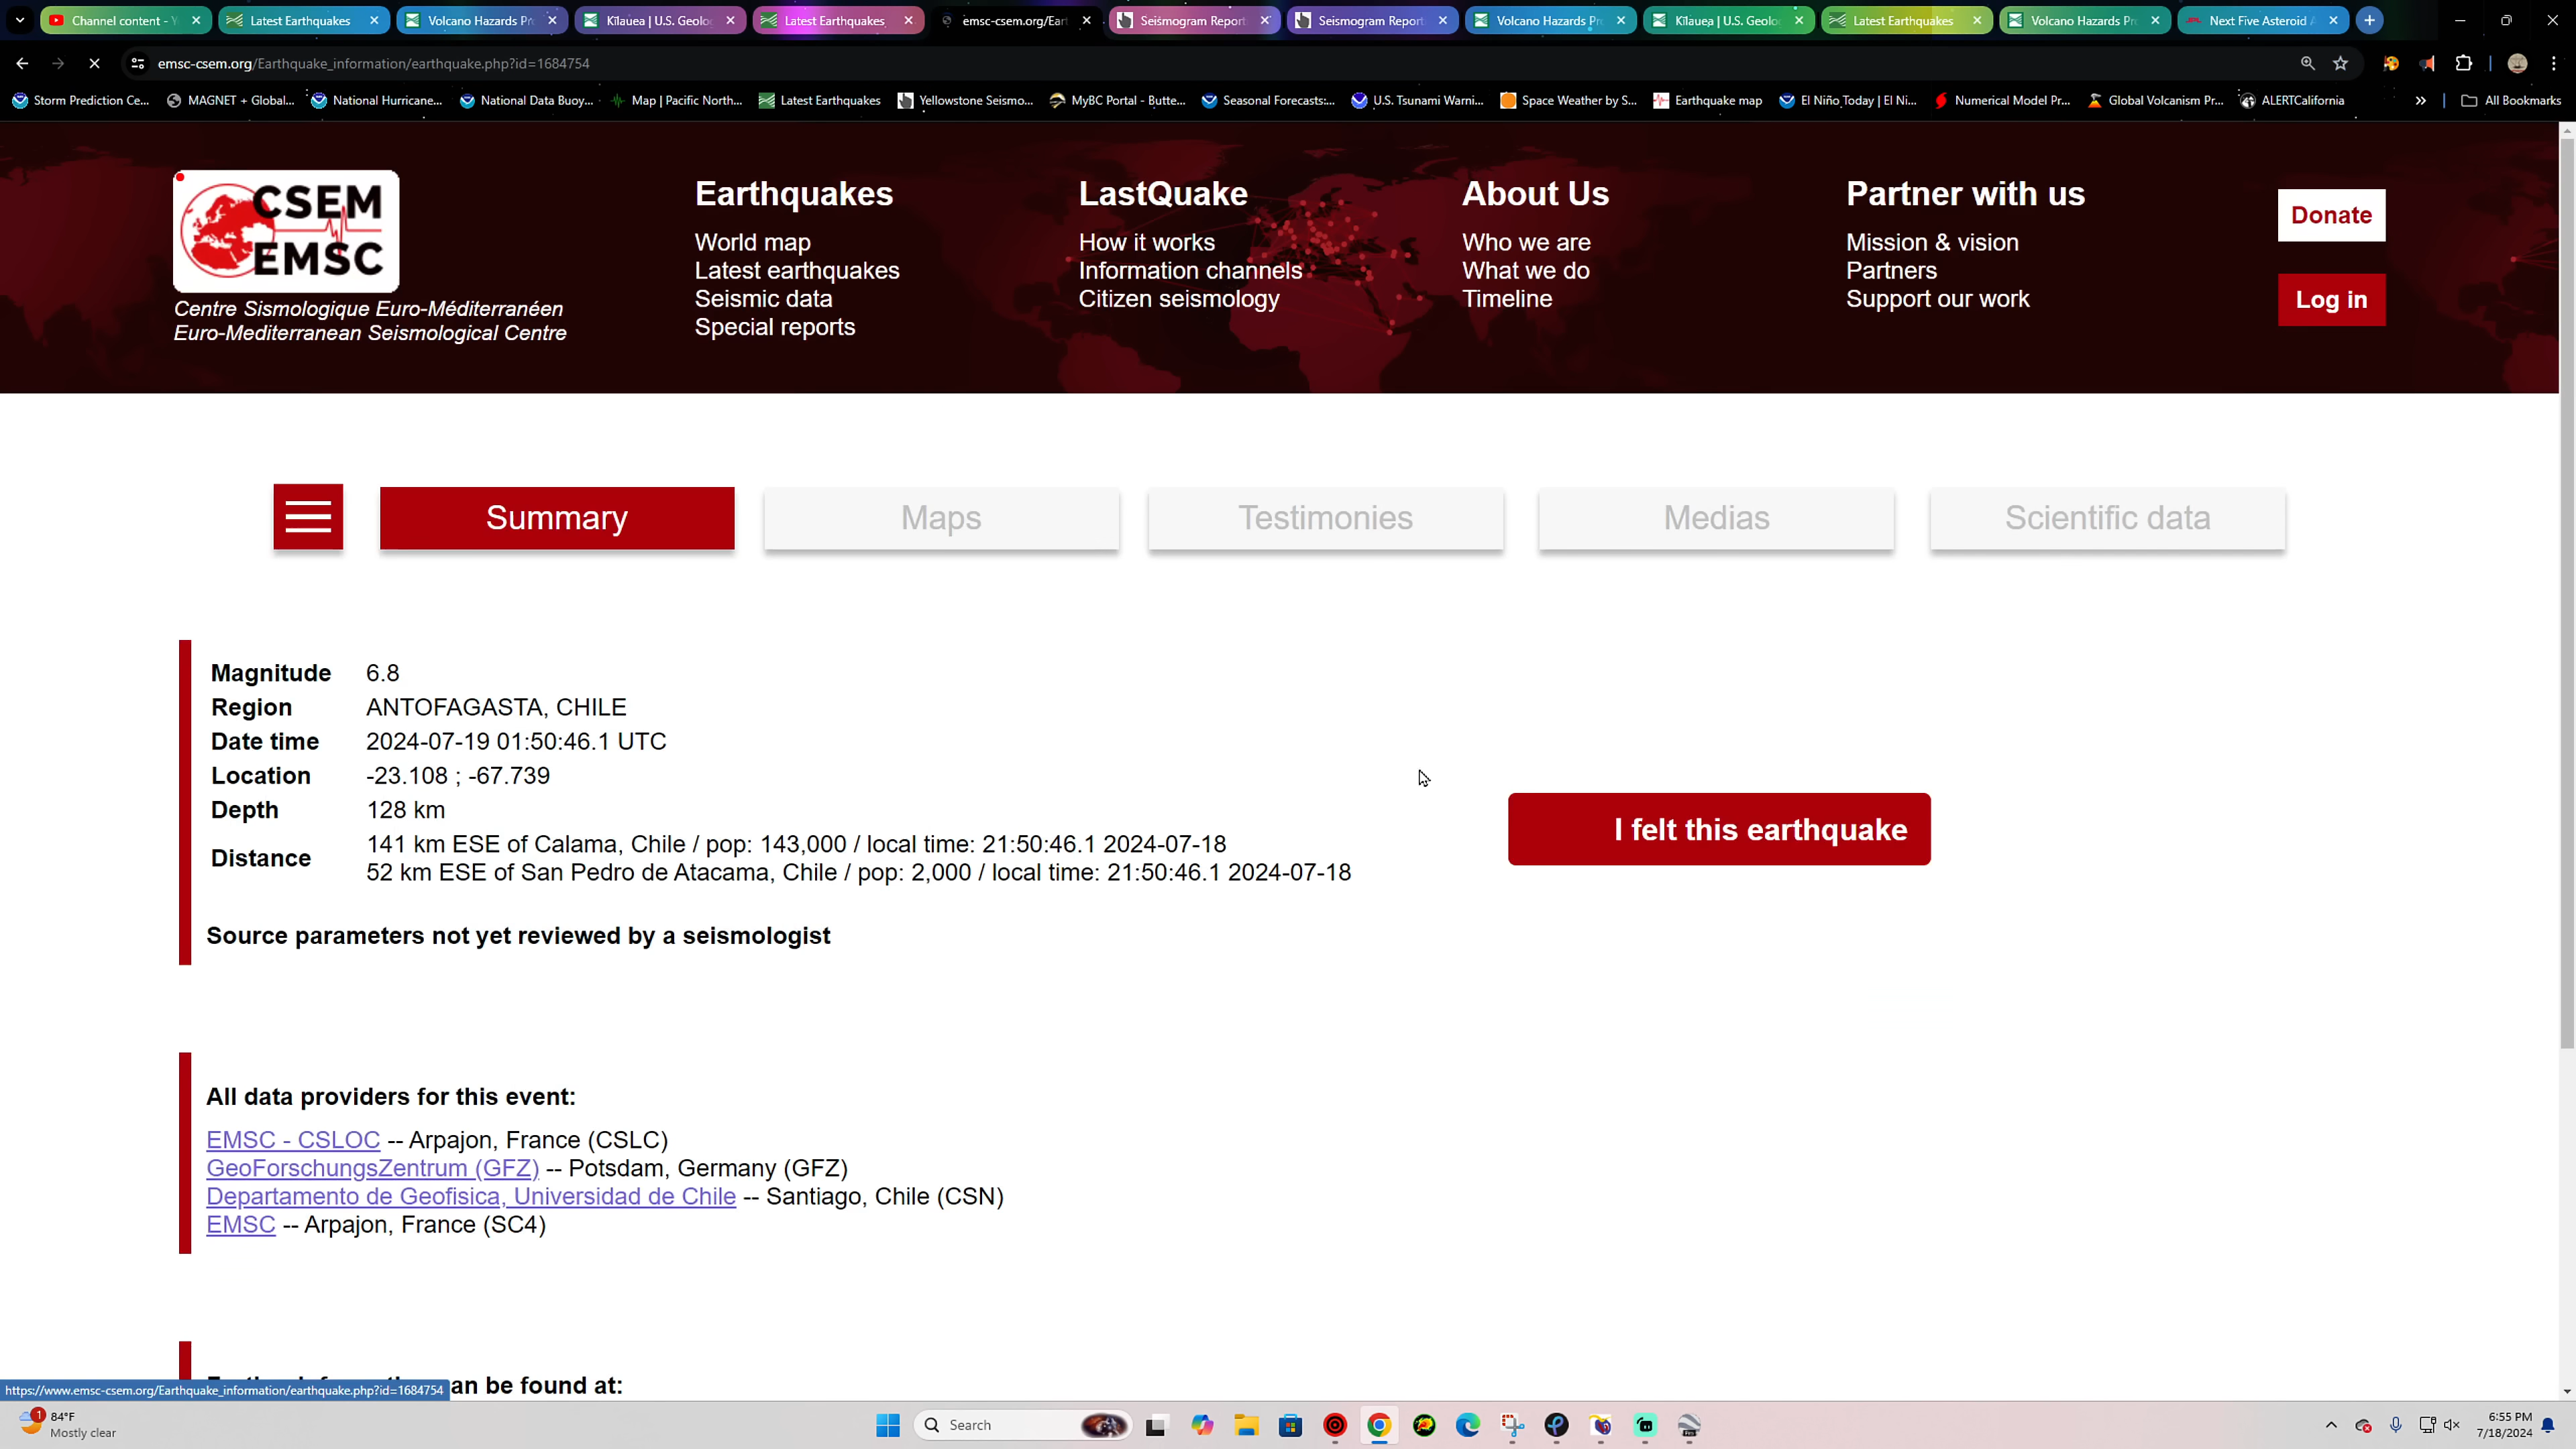 Channel content - Y
Latest Earthquakes
Volcano Hazards Pr
Kīlauea | U.S. Geolo
Latest Earthquakes
emsc-csem.org/Eart
Seismogram Report
Seismogram Report
Volcano Hazards Pr
Kīlauea | U.S. Geolo
Latest Earthquakes
Volcano Hazards Pr
Next Five Asteroid A
emsc-csem.org/Earthquake_information/earthquake.php?id=1684754
Storm Prediction Ce...
MAGNET + Global...
National Hurricane...
National Data Buoy...
Map | Pacific North...
Latest Earthquakes
Yellowstone Seismo...
MyBC Portal - Butte...
Seasonal Forecasts:...
U.S. Tsunami Warni...
Space Weather by S...
Earthquake map
El Niño Today | El Ni...
Numerical Model Pr...
Global Volcanism Pr...
ALERTCalifornia
All Bookmarks
CSEM
EMSC
Centre Sismologique Euro-Méditerranéen
Euro-Mediterranean Seismological Centre
Earthquakes
World map
Latest earthquakes
Seismic data
Special reports
LastQuake
How it works
Information channels
Citizen seismology
About Us
Who we are
What we do
Timeline
Partner with us
Mission & vision
Partners
Support our work
Donate
Log in
Summary
Maps
Testimonies
Medias
Scientific data
Magnitude 6.8
Region ANTOFAGASTA, CHILE
Date time 2024-07-19 01:50:46.1 UTC
Location -23.108 ; -67.739
Depth 128 km
Distance 141 km ESE of Calama, Chile / pop: 143,000 / local time: 21:50:46.1 2024-07-18
52 km ESE of San Pedro de Atacama, Chile / pop: 2,000 / local time: 21:50:46.1 2024-07-18
I felt this earthquake
Source parameters not yet reviewed by a seismologist
All data providers for this event:
EMSC - CSLOC -- Arpajon, France (CSLC)
GeoForschungsZentrum (GFZ) -- Potsdam, Germany (GFZ)
Departamento de Geofisica, Universidad de Chile -- Santiago, Chile (CSN)
EMSC -- Arpajon, France (SC4)
an be found at:
https://www.emsc-csem.org/Earthquake_information/earthquake.php?id=1684754
1
84°F
Mostly clear
Search
6:55 PM
7/18/2024